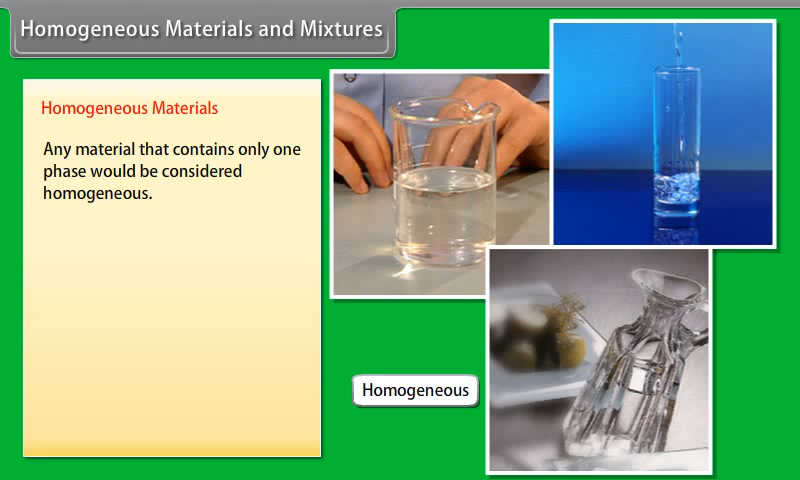 Homogeneous Materials and Mixtures
Homogeneous Materials
Any material that contains only one
phase would be considered
homogeneous.
Homogeneous